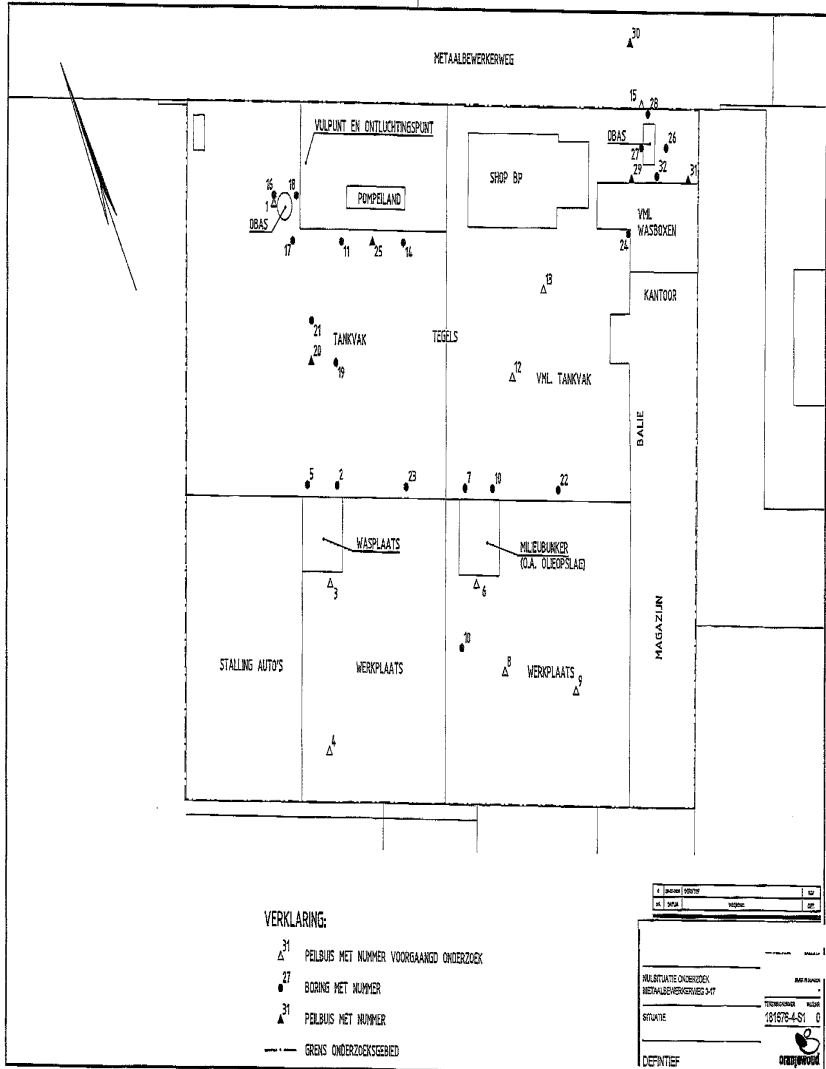 30
METAALBEWERKERWEG
15
28
VULPUNT EN ONTLUCHTINGSPUNT
OBAS
27
26
SHOP BP
29
32
31
16
18
1
POMPEILAND
OBAS
VML
WASBOXEN
17
11
25
14
24
13
KANTOOR
21
TANKVAK
TEGELS
20
19
12
VML. TANKVAK
BALIE
5
2
23
7
10
22
WASPLAATS
MILIEUBUNKER
(O.A. OLIEOPSLAG)
3
6
MAGAZIJN
10
STALLING AUTO'S
WERKPLAATS
8
WERKPLAATS
9
4
VERKLARING:
31
PEILBUIS MET NUMMER VOORGAAND ONDERZOEK
27
BORING MET NUMMER
31
PEILBUIS MET NUMMER
GRENS ONDERZOEKSGEBIED
NULSITUATIE ONDERZOEK
METAALBEWERKERWEG 3-17
SITUATIE
181576-4-S1 0
DEFINTIEF
oranjewoud